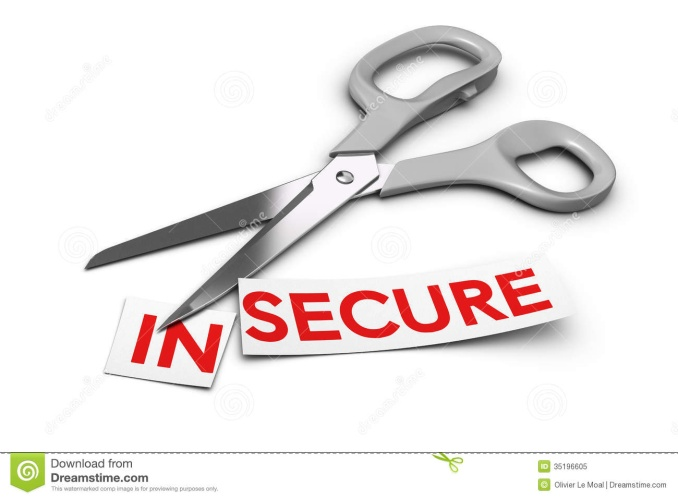 IN SECURE
Download from
Dreamstime.com
This watermarked comp image is for previewing purposes only.
ID 35196605
© Olivier Le Moal | Dreamstime.com